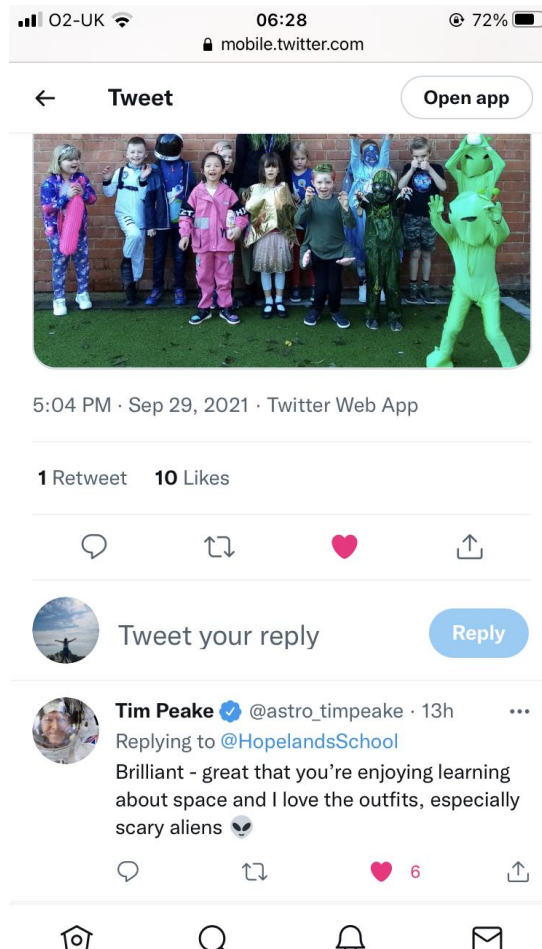 O2-UK 06:28 72%
mobile.twitter.com
Tweet Open app
5:04 PM · Sep 29, 2021 · Twitter Web App
1 Retweet 10 Likes
Tweet your reply Reply
Tim Peake @astro_timpeake · 13h
Replying to @HopelandsSchool
Brilliant - great that you’re enjoying learning
about space and I love the outfits, especially
scary aliens 👽
6